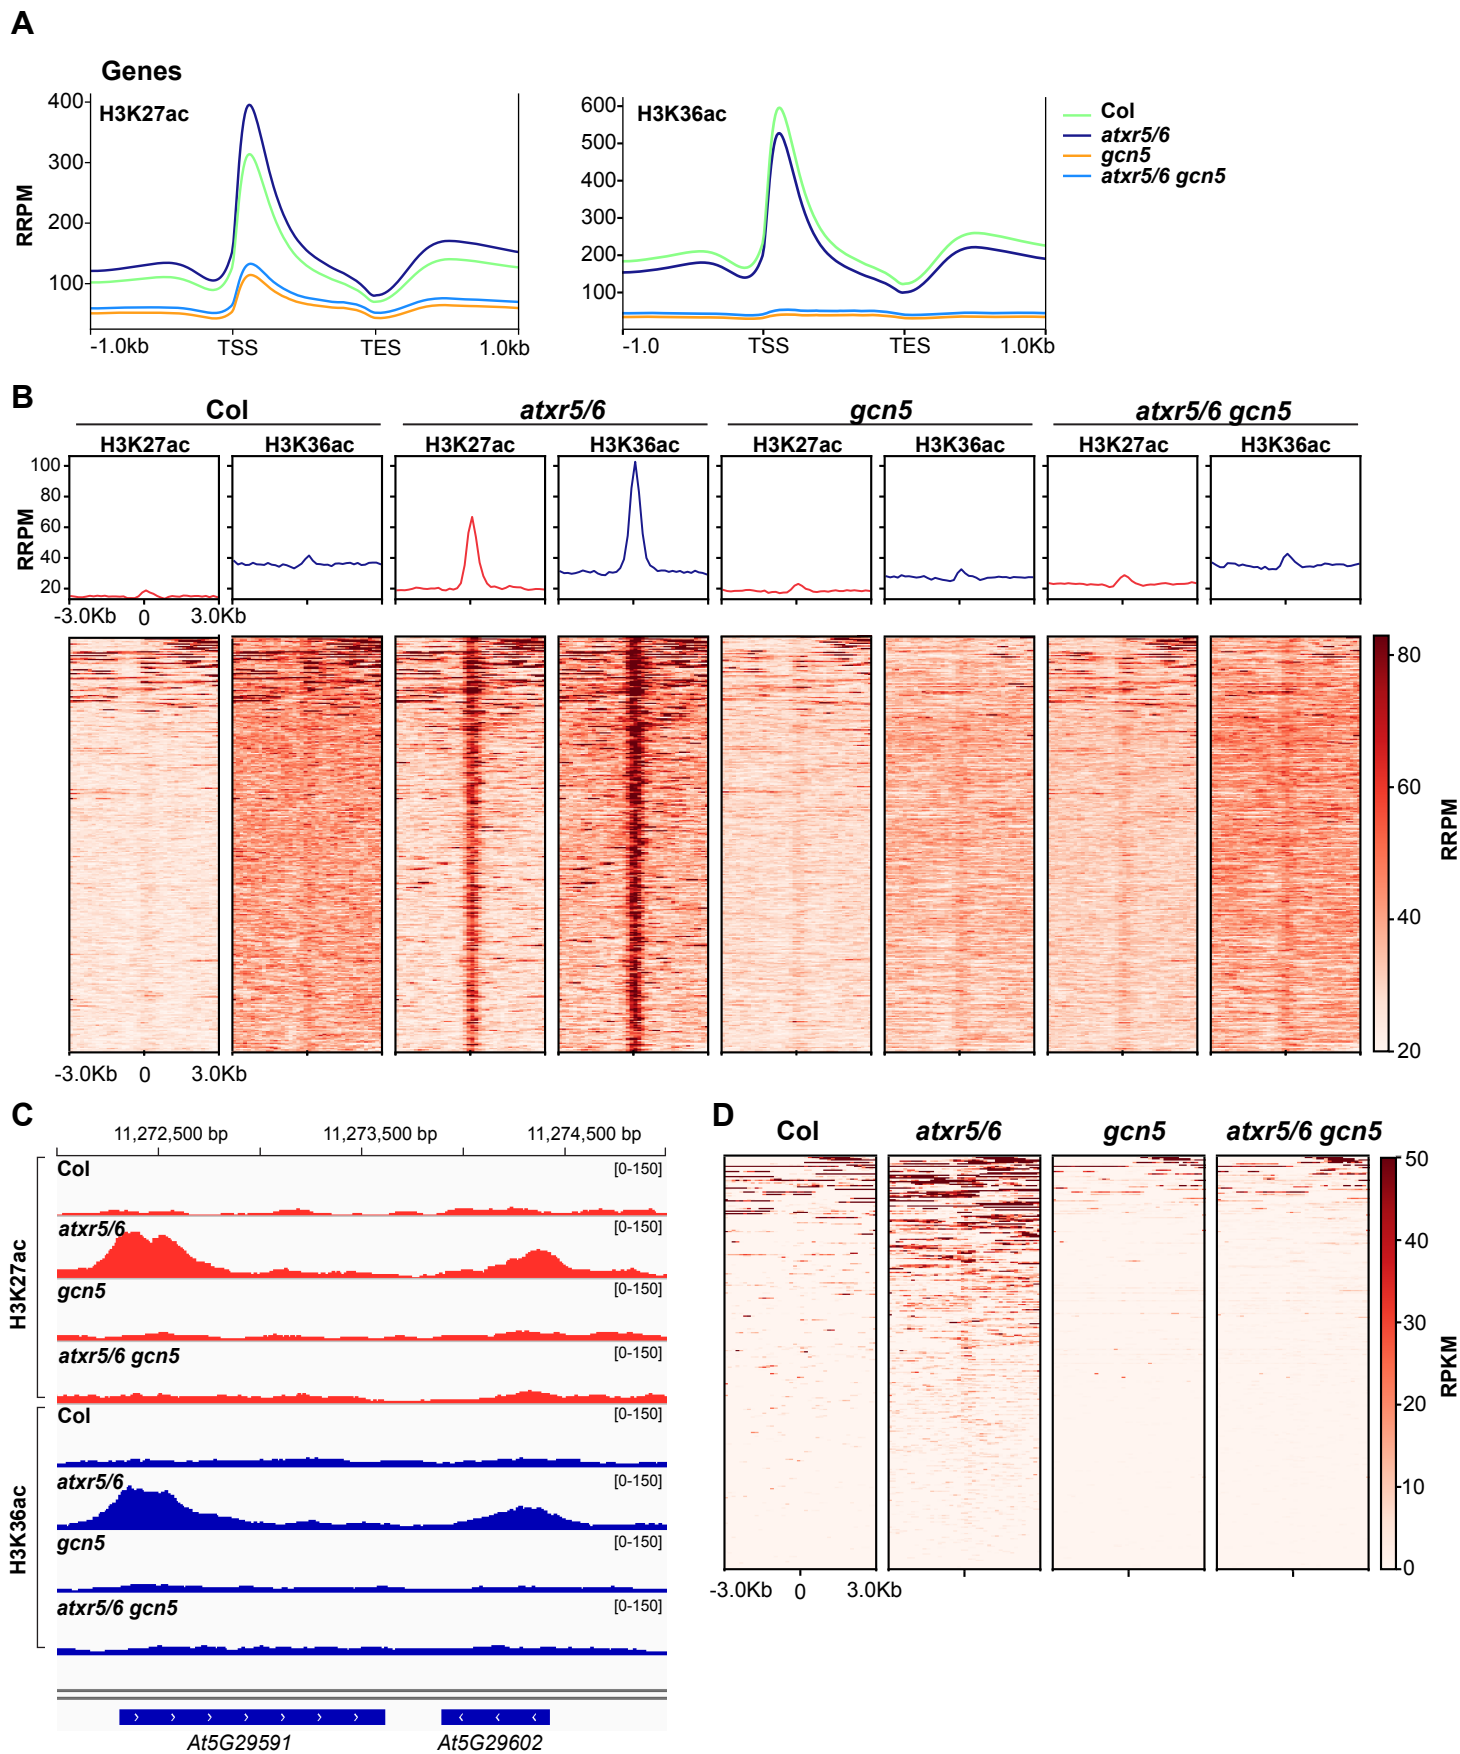 A
Genes
H3K27ac
H3K36ac
RRPM
400
300
200
100
-1.0kb
TSS
TES
1.0kb
600
500
400
300
200
100
-1.0
TSS
TES
1.0Kb
Col
atxr5/6
gcn5
atxr5/6 gcn5
B
Col
atxr5/6
gcn5
atxr5/6 gcn5
H3K27ac
H3K36ac
H3K27ac
H3K36ac
H3K27ac
H3K36ac
H3K27ac
H3K36ac
RRPM
100
80
60
40
20
-3.0Kb
0
3.0Kb
80
60
40
20
RRPM
-3.0Kb
0
3.0Kb
C
11,272,500 bp
11,273,500 bp
11,274,500 bp
H3K27ac
Col
[0-150]
atxr5/6
[0-150]
gcn5
[0-150]
atxr5/6 gcn5
[0-150]
H3K36ac
Col
[0-150]
atxr5/6
[0-150]
gcn5
[0-150]
atxr5/6 gcn5
[0-150]
At5G29591
At5G29602
D
Col
atxr5/6
gcn5
atxr5/6 gcn5
50
40
30
20
10
0
RPKM
-3.0Kb
0
3.0Kb